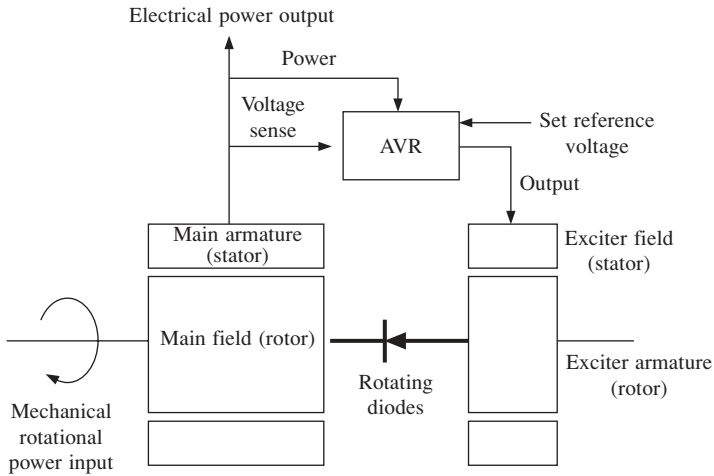 Electrical power output
Power
Voltage
sense
AVR
Set reference
voltage
Output
Main armature
(stator)
Exciter field
(stator)
Main field (rotor)
Rotating
diodes
Exciter armature
(rotor)
Mechanical
rotational
power input